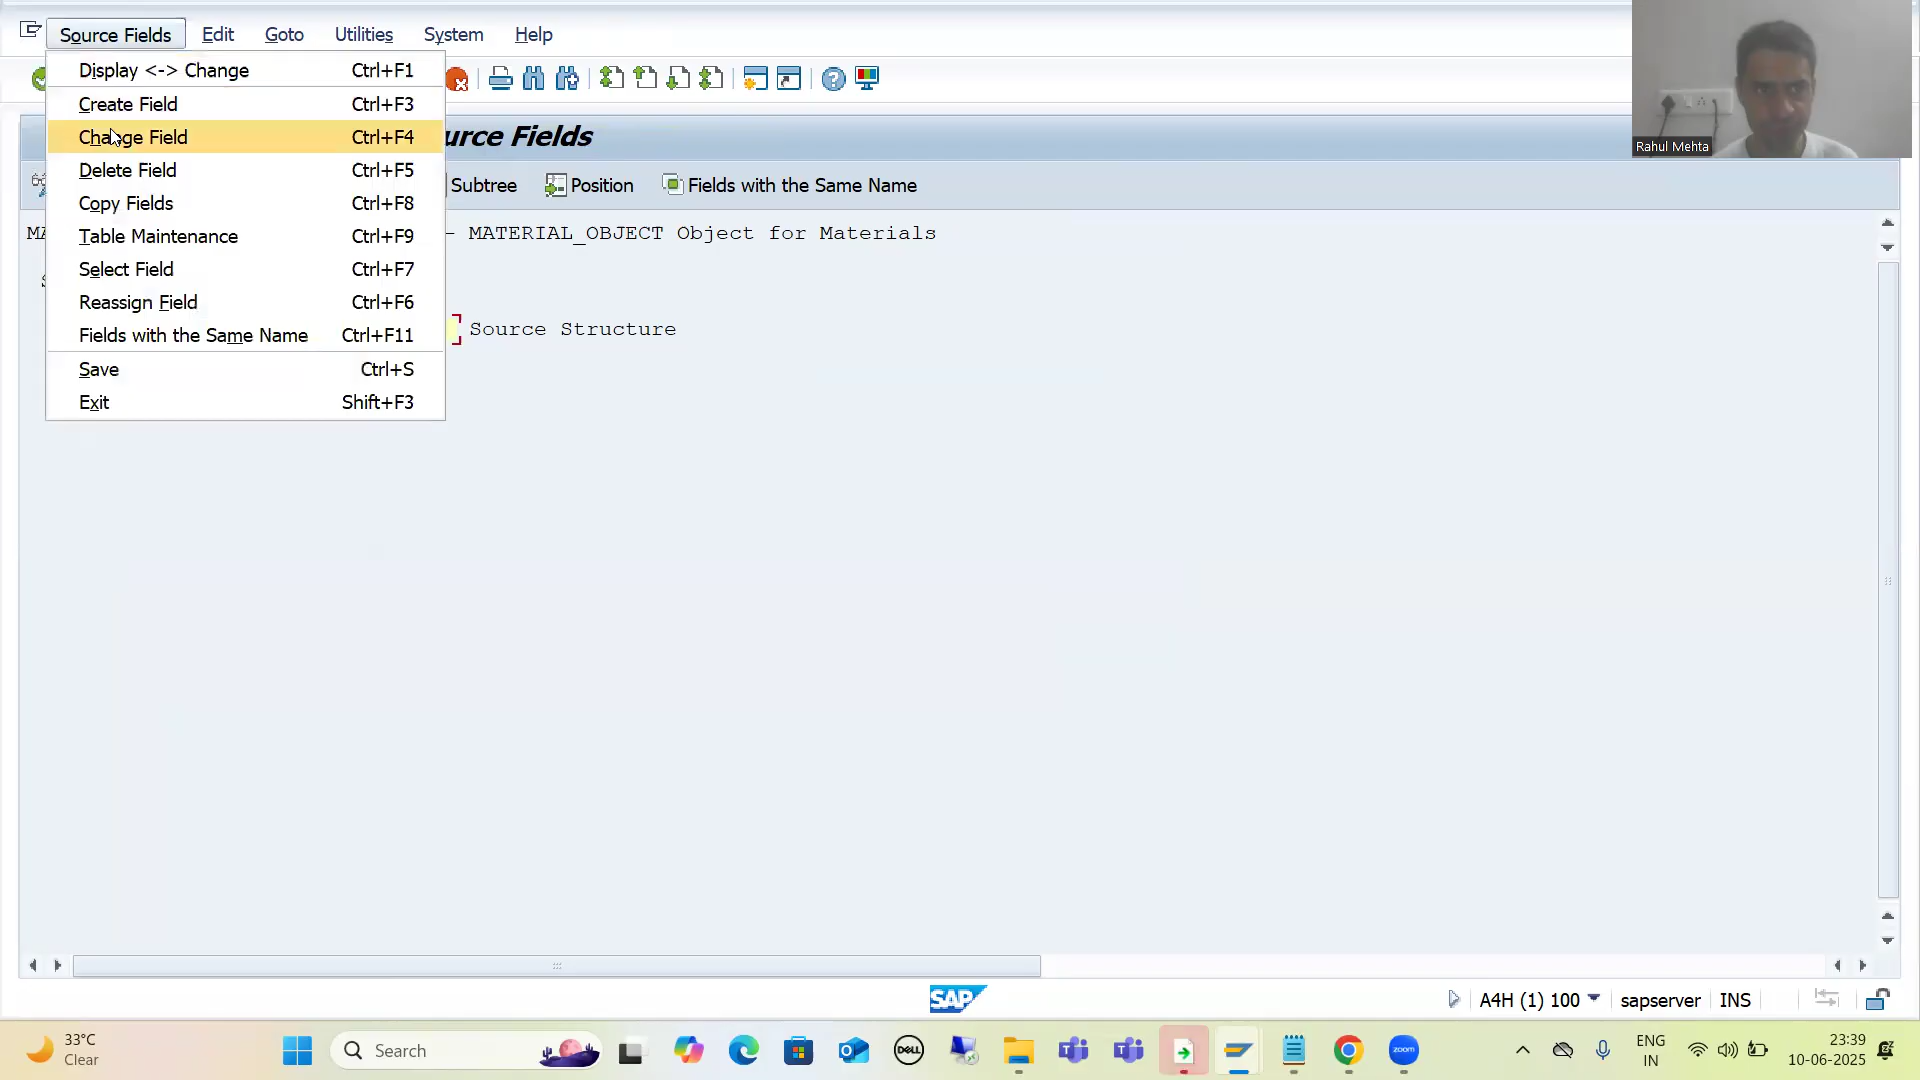 Source Fields Edit Goto Utilities System Help
Display <-> Change Ctrl+F1
Create Field Ctrl+F3
Change Field Ctrl+F4
Delete Field Ctrl+F5
Copy Fields Ctrl+F8
Table Maintenance Ctrl+F9
Select Field Ctrl+F7
Reassign Field Ctrl+F6
Fields with the Same Name Ctrl+F11
Save Ctrl+S
Exit Shift+F3
urce Fields
Subtree Position Fields with the Same Name
MA - MATERIAL_OBJECT Object for Materials
Source Structure
Rahul Mehta
SAP
A4H (1) 100 sapserver INS
33°C
Clear
Search
DELL
zoom
ENG
IN
23:39
10-06-2025